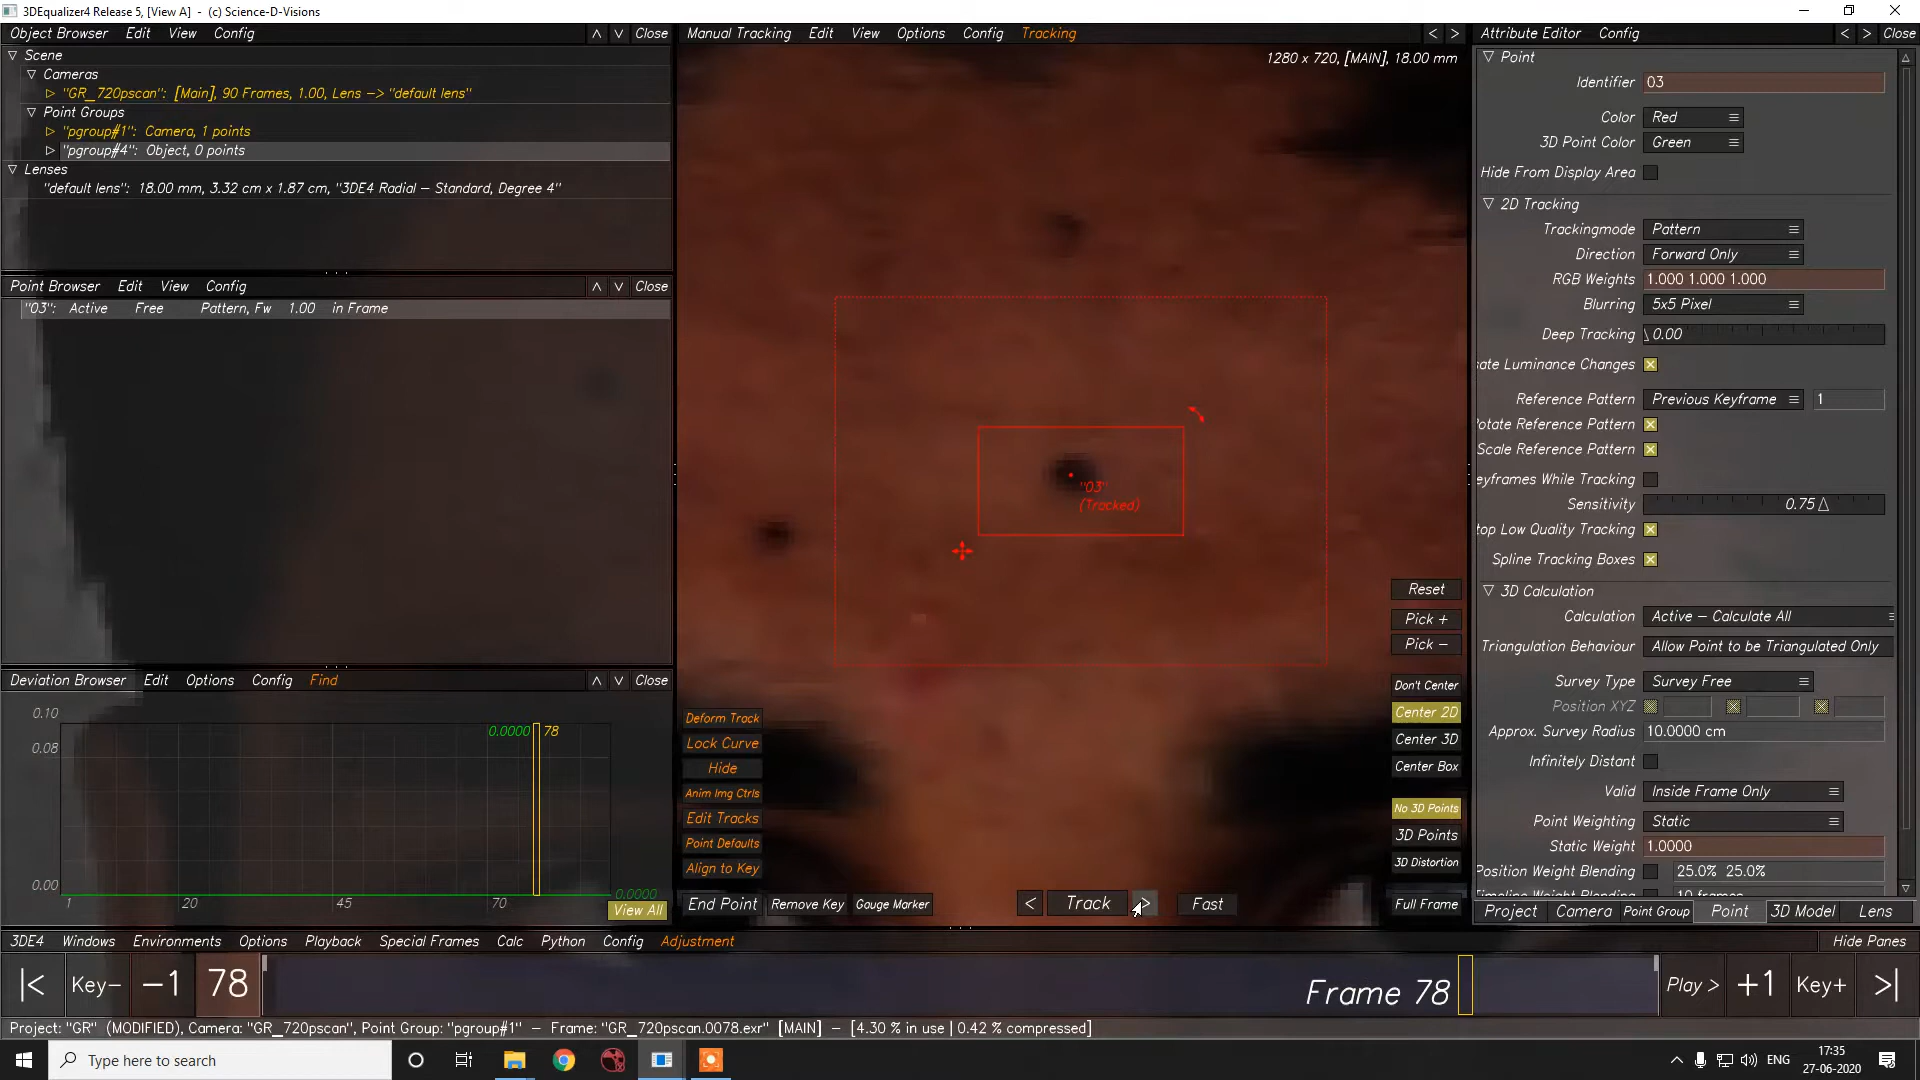 3DEqualizer4 Release 5, [View A]  -  (c) Science-D-Visions
Object Browser Edit View Config Close
Scene
Cameras
"GR_720pscan": [Main], 90 Frames, 1.00, Lens -> "default lens"
Point Groups
"pgroup#1": Camera, 1 points
"pgroup#4": Object, 0 points
Lenses
"default lens": 18.00 mm, 3.32 cm x 1.87 cm, "3DE4 Radial - Standard, Degree 4"
Point Browser Edit View Config Close
"03": Active Free Pattern, Fw 1.00 in Frame
Deviation Browser Edit Options Config Find Close
0.10
0.08
0.00
0.0000 78
0.0000
1 20 45 70
View All
Manual Tracking Edit View Options Config Tracking < >
1280 x 720, [MAIN], 18.00 mm
"03"
(Tracked)
Reset
Pick +
Pick -
Don't Center
Center 2D
Center 3D
Center Box
No 3D Points
3D Points
3D Distortion
Full Frame
Deform Track
Lock Curve
Hide
Anim Img Ctrls
Edit Tracks
Point Defaults
Align to Key
End Point Remove Key Gauge Marker < Track > Fast
Attribute Editor Config < > Close
Point
Identifier 03
Color Red
3D Point Color Green
Hide From Display Area
2D Tracking
Trackingmode Pattern
Direction Forward Only
RGB Weights 1.000 1.000 1.000
Blurring 5x5 Pixel
Deep Tracking 0.00
sate Luminance Changes
Reference Pattern Previous Keyframe 1
Rotate Reference Pattern
Scale Reference Pattern
eyframes While Tracking
Sensitivity 0.75
top Low Quality Tracking
Spline Tracking Boxes
3D Calculation
Calculation Active - Calculate All
Triangulation Behaviour Allow Point to be Triangulated Only
Survey Type Survey Free
Position XYZ
Approx. Survey Radius 10.0000 cm
Infinitely Distant
Valid Inside Frame Only
Point Weighting Static
Static Weight 1.0000
Position Weight Blending 25.0% 25.0%
Timeline Weight Blending 10 frames
Project Camera Point Group Point 3D Model Lens
3DE4 Windows Environments Options Playback Special Frames Calc Python Config Adjustment Hide Panes
|< Key- -1 78 Frame 78 Play > +1 Key+ >|
Project: "GR" (MODIFIED), Camera: "GR_720pscan", Point Group: "pgroup#1" - Frame: "GR_720pscan.0078.exr" [MAIN] - [4.30 % in use | 0.42 % compressed]
Type here to search
ENG
17:35
27-06-2020